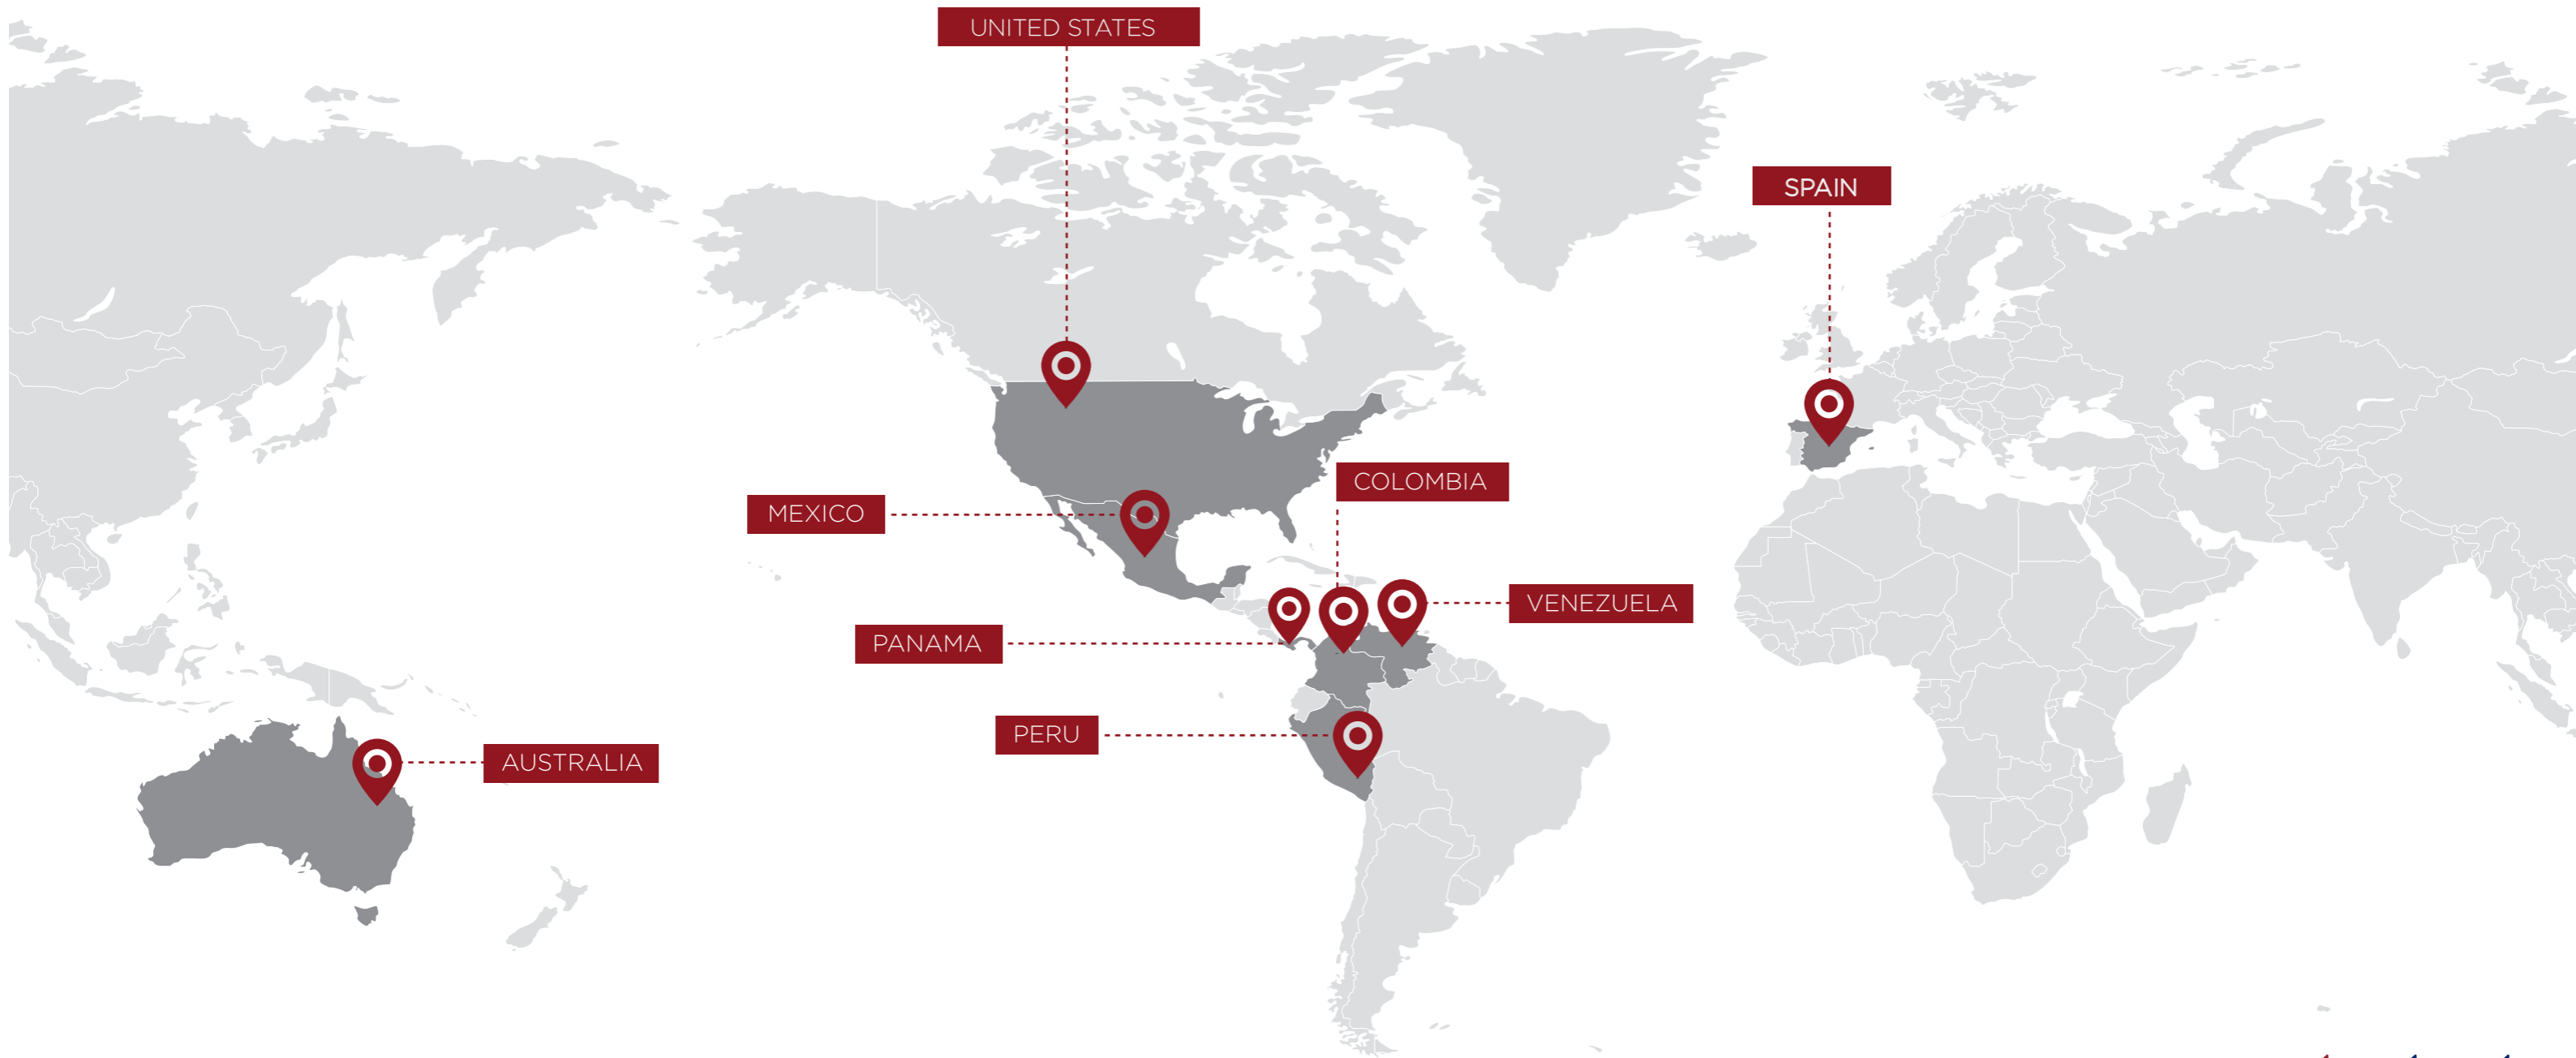 UNITED STATES
SPAIN
COLOMBIA
MEXICO
VENEZUELA
PANAMA
PERU
AUSTRALIA